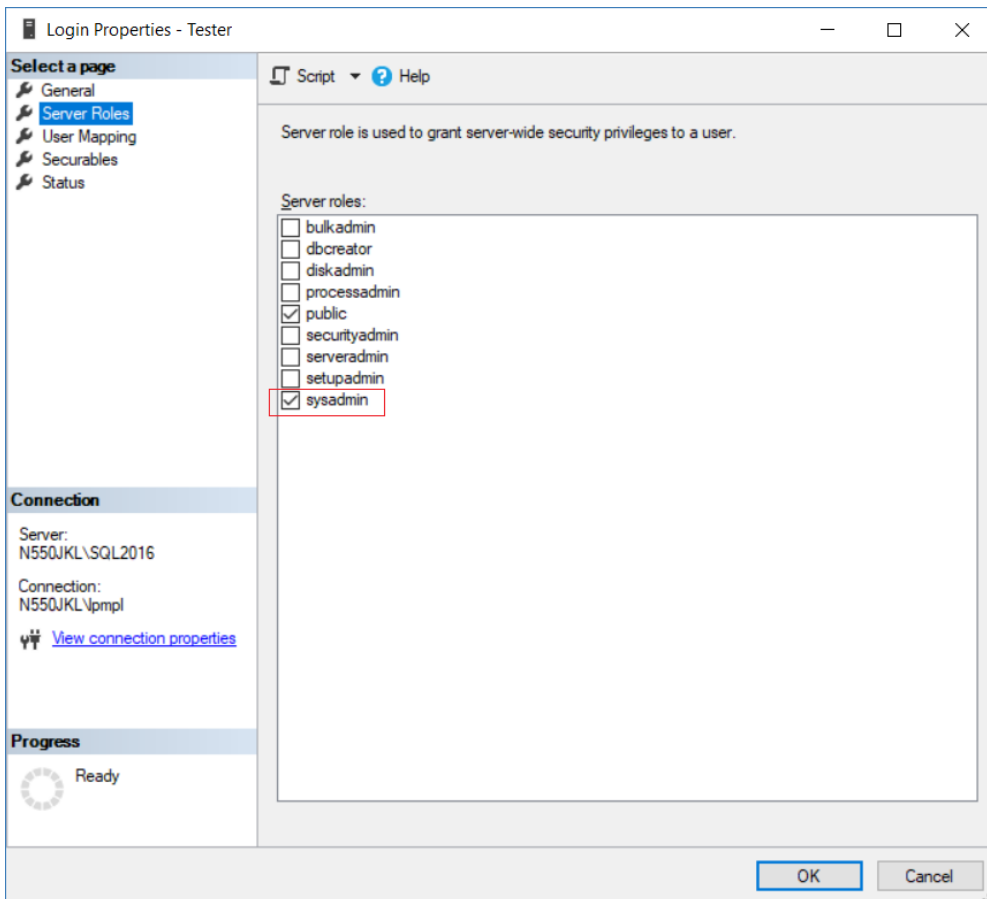 Login Properties - Tester
Select a page
General
Server Roles
User Mapping
Securables
Status
Script
Help
Server role is used to grant server-wide security privileges to a user.
Server roles:
bulkadmin
dbcreator
diskadmin
processadmin
public
securityadmin
serveradmin
setupadmin
sysadmin
Connection
Server:
N550JKL\SQL2016
Connection:
N550JKL\lpmpl
View connection properties
Progress
Ready
OK
Cancel